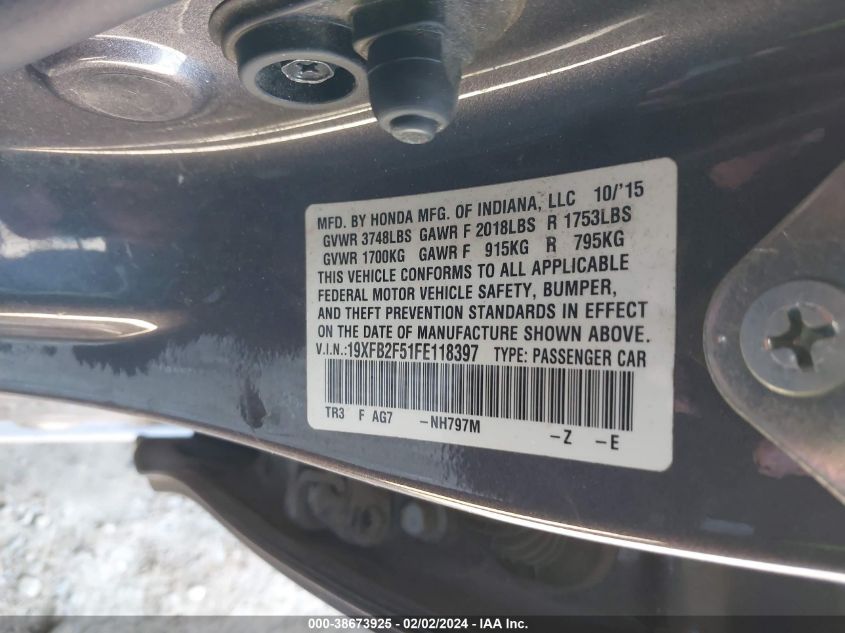 MFD. BY HONDA MFG. OF INDIANA, LLC 10/'15
GVWR 3748LBS GAWR F 2018LBS R 1753LBS
GVWR 1700KG GAWR F 915KG R 795KG
THIS VEHICLE CONFORMS TO ALL APPLICABLE
FEDERAL MOTOR VEHICLE SAFETY, BUMPER,
AND THEFT PREVENTION STANDARDS IN EFFECT
ON THE DATE OF MANUFACTURE SHOWN ABOVE.
V.I.N.:19XFB2F51FE118397 TYPE: PASSENGER CAR
TR3 F AG7 -NH797M -Z -E
000-38673925 - 02/02/2024 - IYMP - US - Inc.